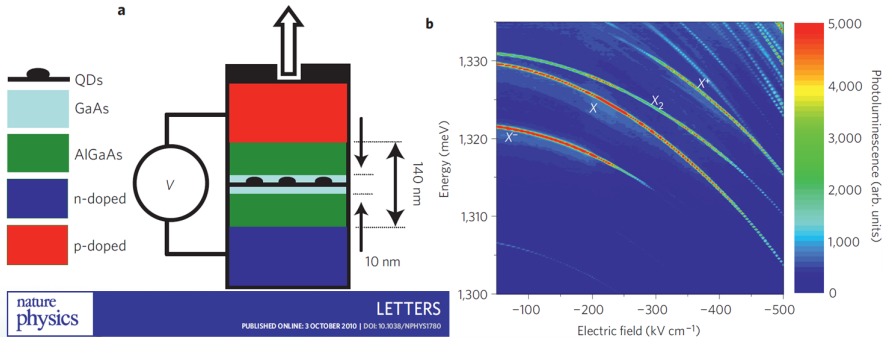 a
QDs
GaAs
AlGaAs
n-doped
p-doped
V
140 nm
10 nm
nature
physics
LETTERS
PUBLISHED ONLINE: 3 OCTOBER 2010 | DOI: 10.1038/NPHYS1780
b
Energy (meV)
1,330
1,320
1,310
1,300
X⁻
X
X₂
X⁺
−100
−200
−300
−400
−500
Electric field (kV cm⁻¹)
5,000
4,000
3,000
2,000
1,000
0
Photoluminescence (arb. units)